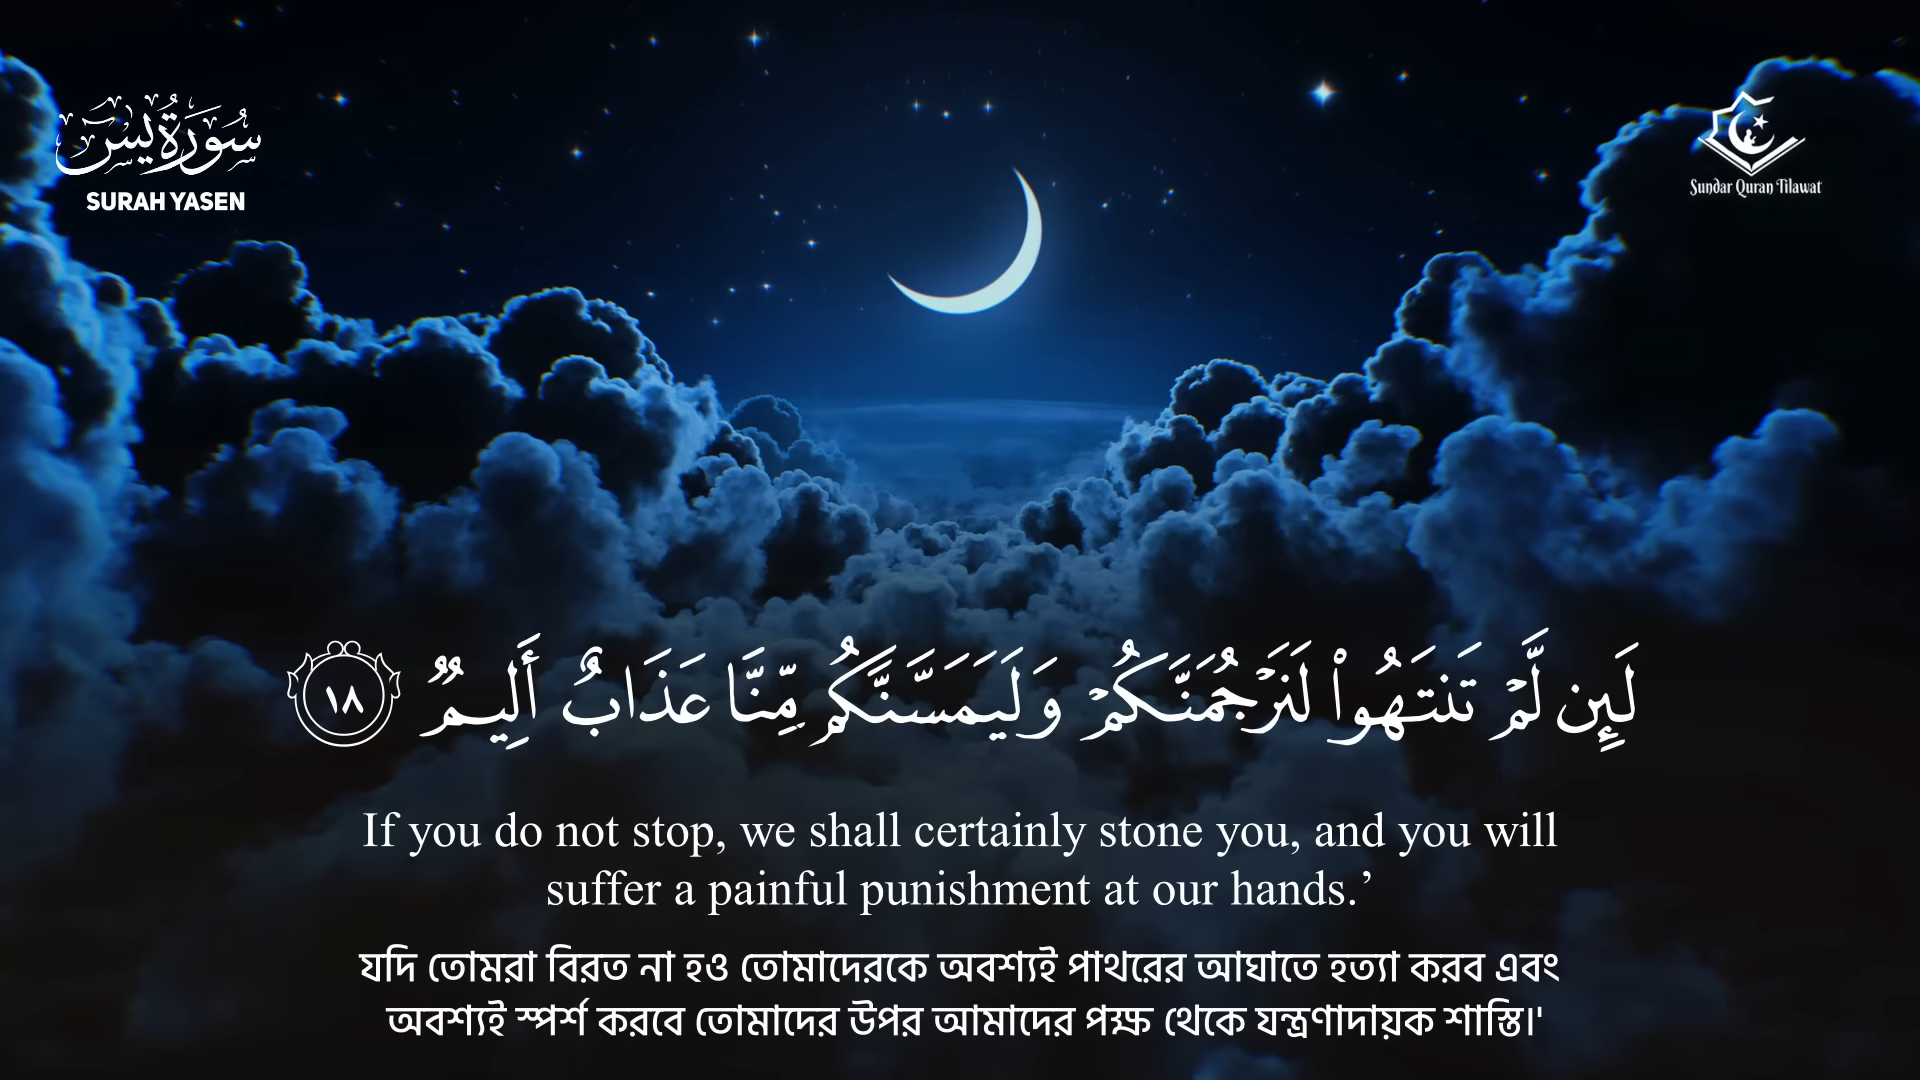 سُورَةُ يس
SURAH YASEN
Sundar Quran Tilawat
لَئِن لَّمْ تَنتَهُوا۟ لَنَرْجُمَنَّكُمْ وَلَيَمَسَّنَّكُم مِّنَّا عَذَابٌ أَلِيمٌ ١٨
If you do not stop, we shall certainly stone you, and you will
suffer a painful punishment at our hands.’
যদি তোমরা বিরত না হও তোমাদেরকে অবশ্যই পাথরের আঘাতে হত্যা করব এবং
অবশ্যই স্পর্শ করবে তোমাদের উপর আমাদের পক্ষ থেকে যন্ত্রণাদায়ক শাস্তি।'